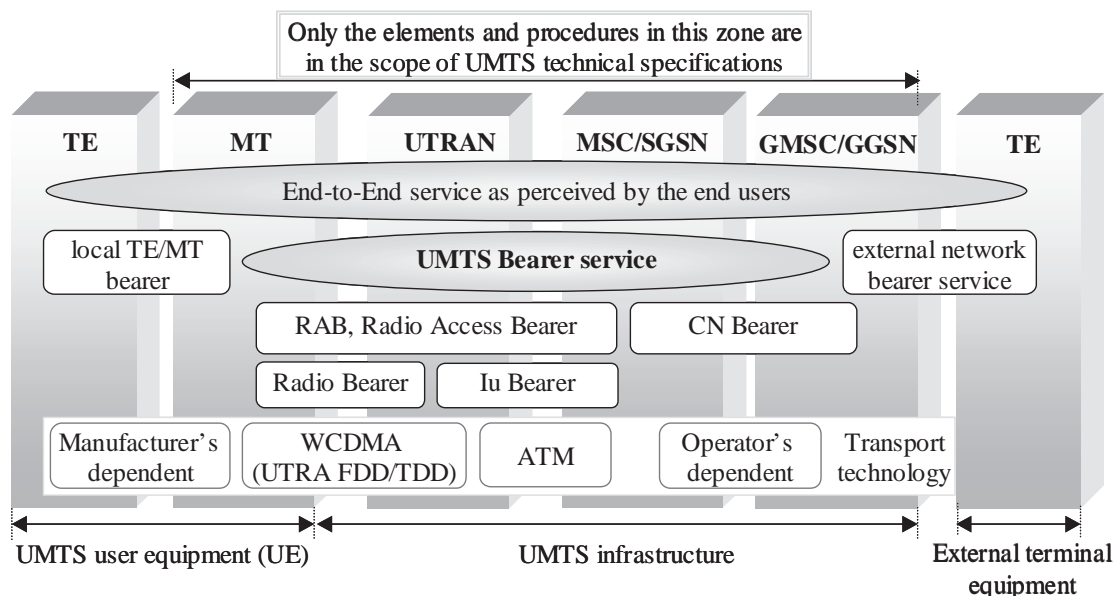 Only the elements and procedures in this zone are
in the scope of UMTS technical specifications
TE
MT
UTRAN
MSC/SGSN
GMSC/GGSN
TE
End-to-End service as perceived by the end users
local TE/MT
bearer
UMTS Bearer service
external network
bearer service
RAB, Radio Access Bearer
CN Bearer
Radio Bearer
Iu Bearer
Manufacturer's
dependent
WCDMA
(UTRA FDD/TDD)
ATM
Operator's
dependent
Transport
technology
UMTS user equipment (UE)
UMTS infrastructure
External terminal
equipment